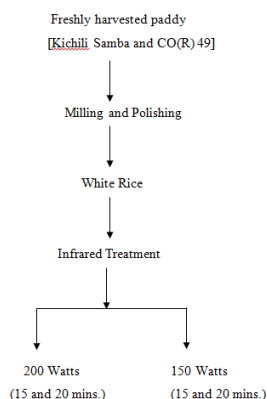 Freshly harvested paddy
[Kichili Samba and CO(R) 49]
Milling and Polishing
White Rice
Infrared Treatment
200 Watts
(15 and 20 mins.)
150 Watts
(15 and 20 mins.)